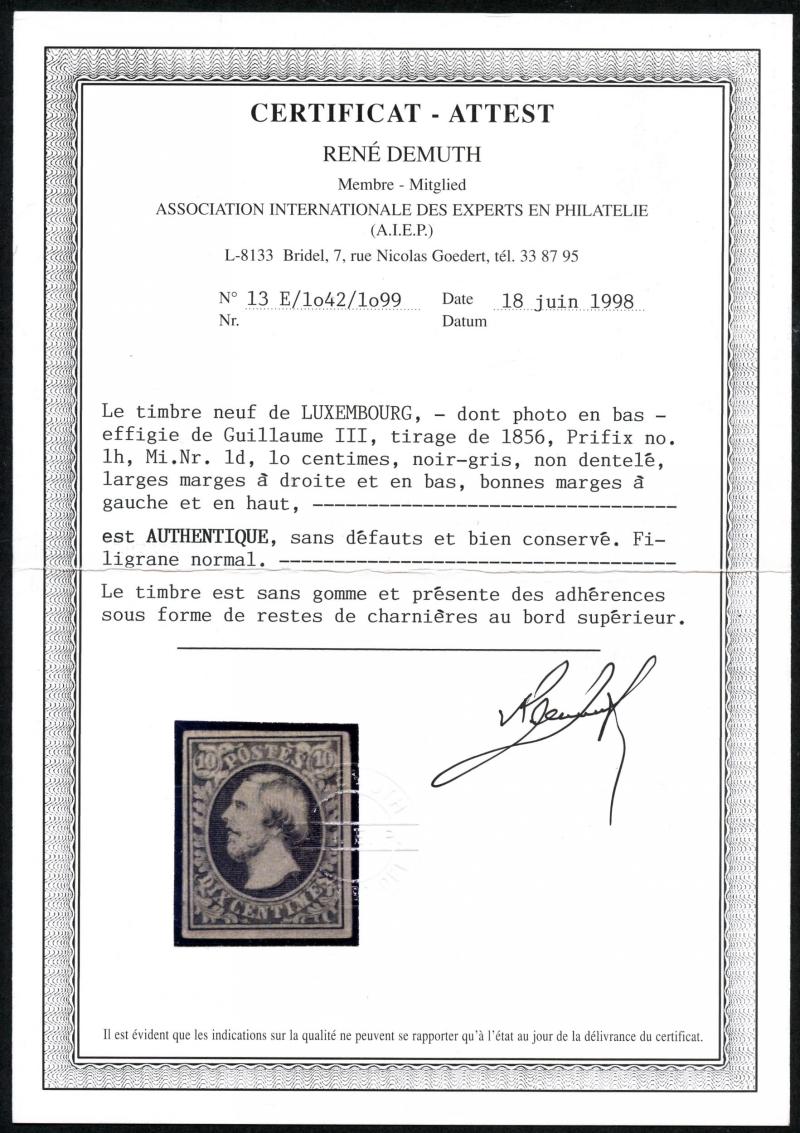 CERTIFICAT - ATTEST
RENÉ DEMUTH
Membre - Mitglied
ASSOCIATION INTERNATIONALE DES EXPERTS EN PHILATELIE
(A.I.E.P.)
L-8133 Bridel, 7, rue Nicolas Goedert, tél. 33 87 95
N° 13 E/1o42/1o99 Date 18 juin 1998
Nr. Datum
Le timbre neuf de LUXEMBOURG, - dont photo en bas -
effigie de Guillaume III, tirage de 1856, Prifix no.
1h, Mi.Nr. 1d, 1o centimes, noir-gris, non dentelé,
larges marges à droite et en bas, bonnes marges à
gauche et en haut,
est AUTHENTIQUE, sans défauts et bien conservé. Fi-
ligrane normal.
Le timbre est sans gomme et présente des adhérences
sous forme de restes de charnières au bord supérieur.
10 POSTES 10
DIX CENTIMES
Il est évident que les indications sur la qualité ne peuvent se rapporter qu'à l'état au jour de la délivrance du certificat.